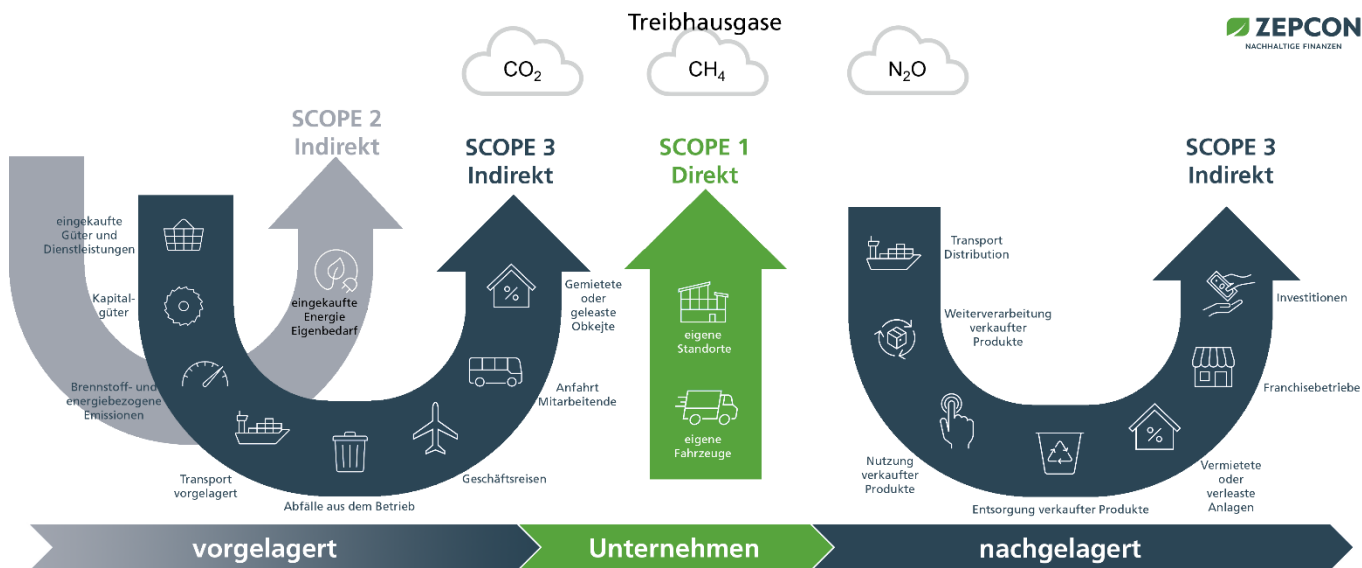 Treibhausgase
ZEPCON
NACHHALTIGE FINANZEN
CO₂
CH₄
N₂O
SCOPE 2
Indirekt
SCOPE 3
Indirekt
SCOPE 1
Direkt
SCOPE 3
Indirekt
eingekaufte
Güter und
Dienstleistungen
Kapital-
güter
Brennstoff- und
energiebezogene
Emissionen
Transport
vorgelagert
Abfälle aus dem Betrieb
Geschäftsreisen
Anfahrt
Mitarbeitende
Gemietete
oder
geleaste
Obkejte
eingekaufte
Energie
Eigenbedarf
eigene
Standorte
eigene
Fahrzeuge
Transport
Distribution
Weiterverarbeitung
verkaufter
Produkte
Nutzung
verkaufter
Produkte
Entsorgung verkaufter Produkte
Vermietete
oder
verleaste
Anlagen
Franchisebetriebe
Investitionen
vorgelagert
Unternehmen
nachgelagert